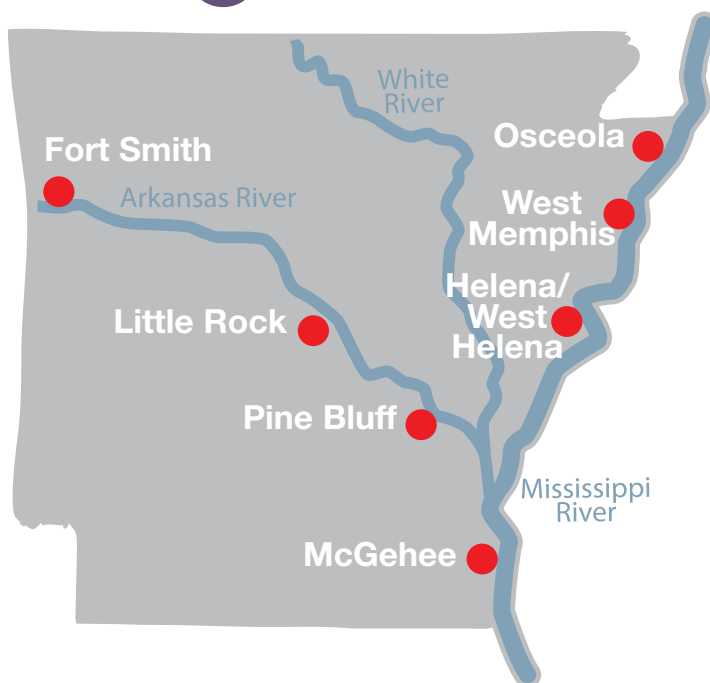 White
River
Osceola
Fort Smith
West
Memphis
Arkansas River
Helena/
West
Helena
Little Rock
Pine Bluff
Mississippi
River
McGehee